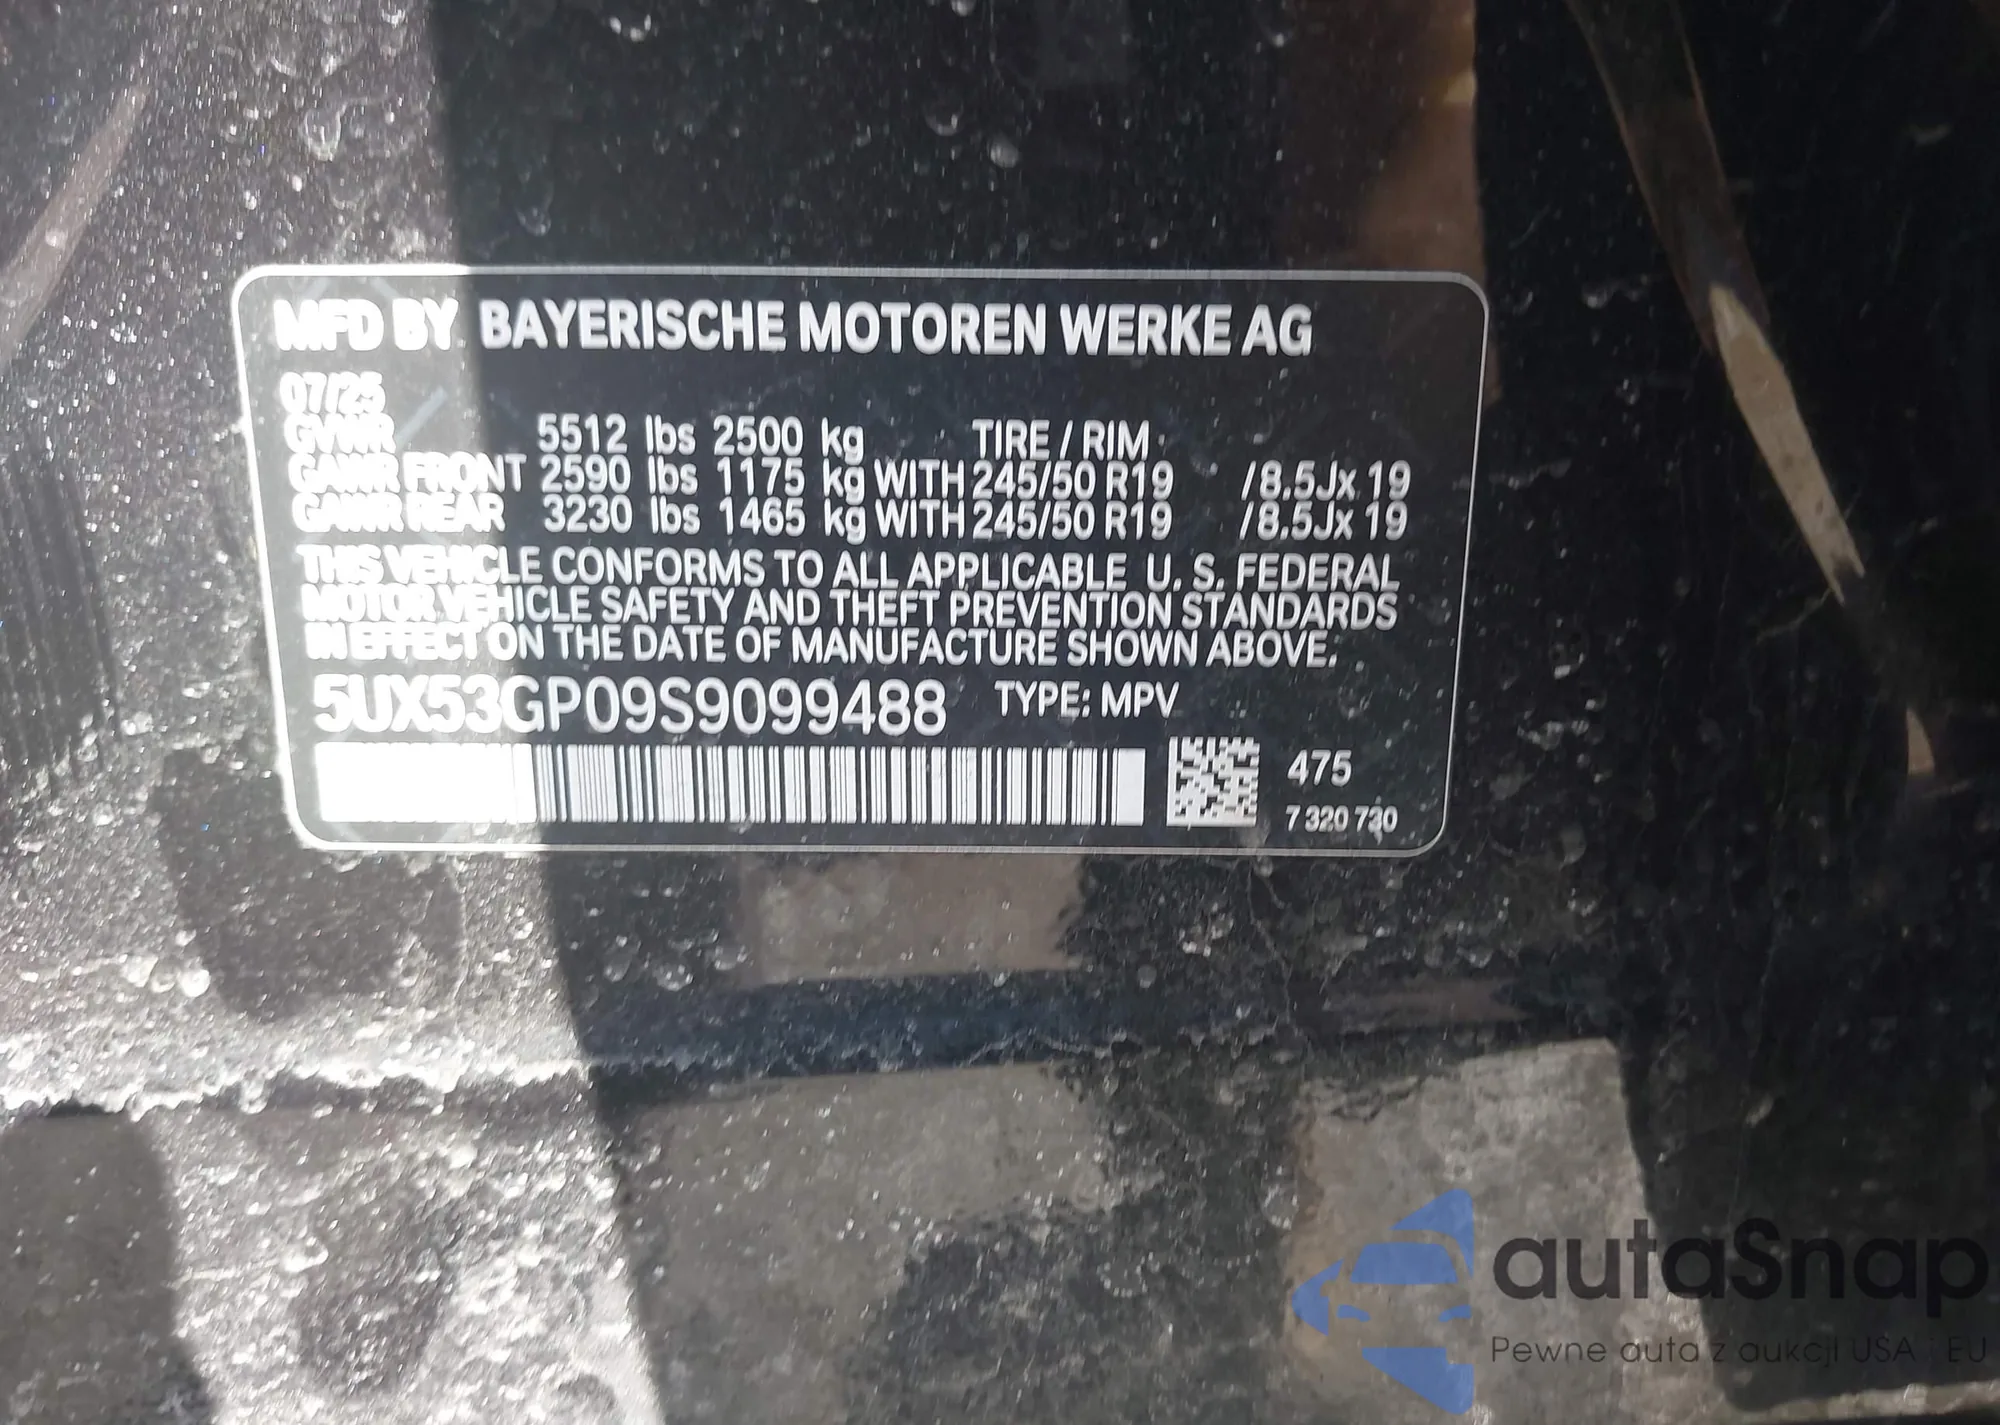 MFD BY BAYERISCHE MOTOREN WERKE AG
07/25
GVWR 5512 lbs 2500 kg TIRE / RIM
GAWR FRONT 2590 lbs 1175 kg WITH 245/50 R19 /8.5Jx 19
GAWR REAR 3230 lbs 1465 kg WITH 245/50 R19 /8.5Jx 19
THIS VEHICLE CONFORMS TO ALL APPLICABLE U. S. FEDERAL
MOTOR VEHICLE SAFETY AND THEFT PREVENTION STANDARDS
IN EFFECT ON THE DATE OF MANUFACTURE SHOWN ABOVE.
5UX53GP09S9099488 TYPE: MPV
475
7 320 730
autaSnap
Pewne auta z aukcji USA i EU